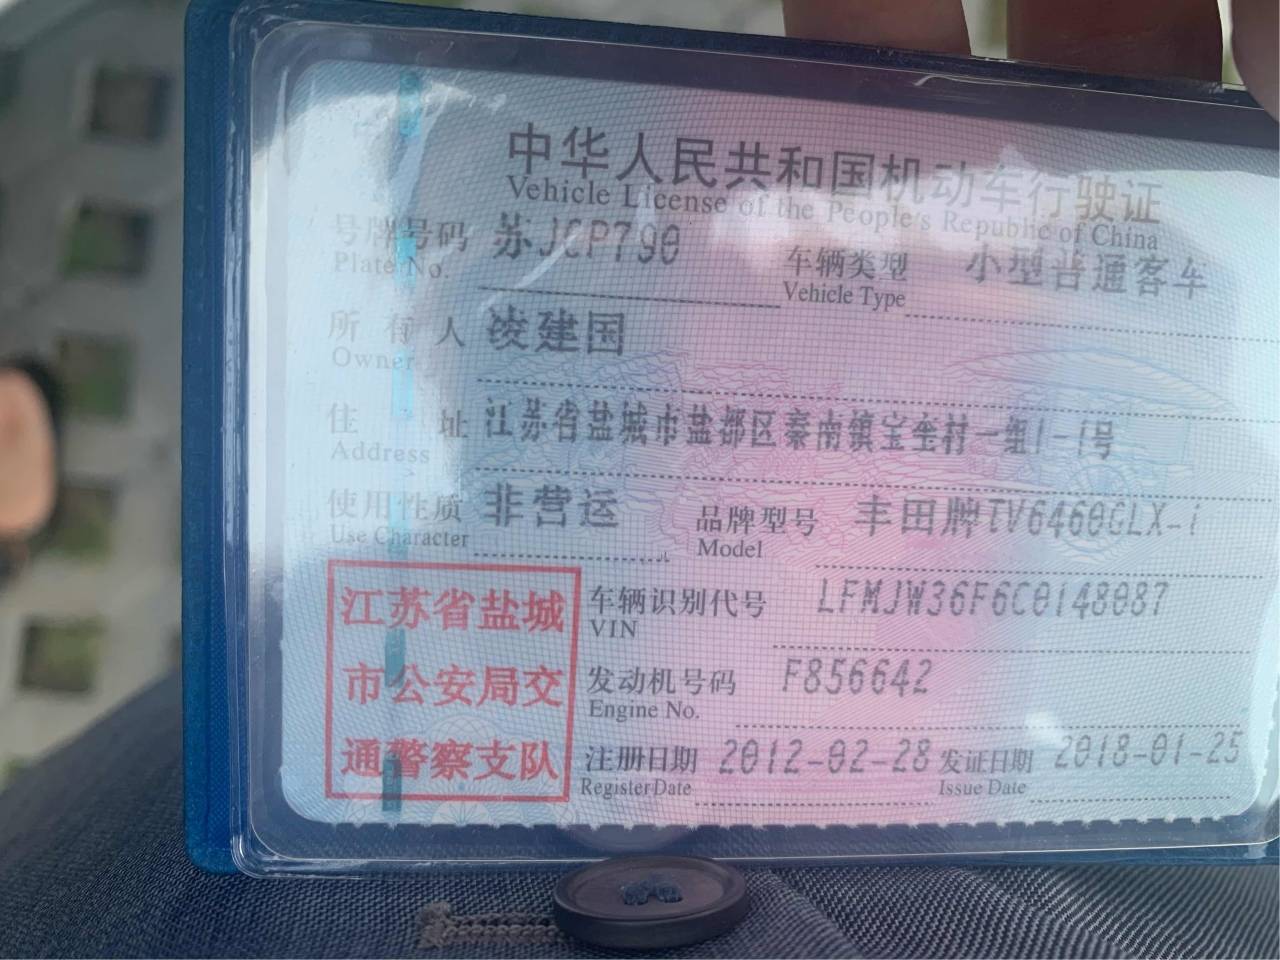 中华人民共和国机动车行驶证
Vehicle License of the People's Republic of China
号牌号码 苏JCP790 车辆类型 小型普通客车
Plate No. Vehicle Type
所有人 凌建国
Owner
住址 江苏省盐城市盐都区秦南镇宝奎村一组1-1号
Address
使用性质 非营运 品牌型号 丰田牌TV6460GLX-i
Use Character Model
江苏省盐城
市公安局交
通警察支队
车辆识别代号 LFMJW36F6C0148087
VIN
发动机号码 F856642
Engine No.
注册日期 2012-02-28 发证日期 2018-01-25
Register Date Issue Date